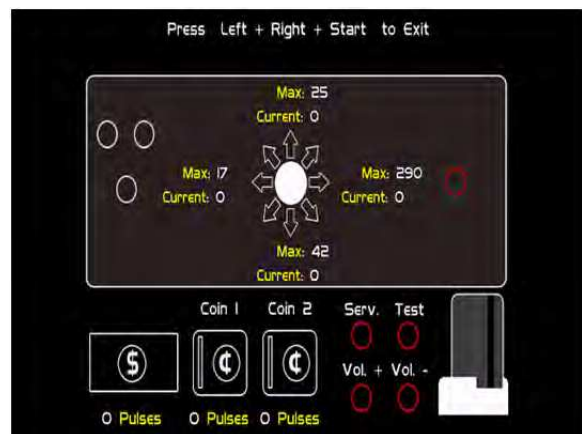 Press Left + Right + Start to Exit
Max: 25
Current: 0
Max: 17
Current: 0
Max: 290
Current: 0
Max: 42
Current: 0
Coin 1 Coin 2 Serv. Test
$ ¢ ¢
Vol. + Vol. -
0 Pulses 0 Pulses 0 Pulses